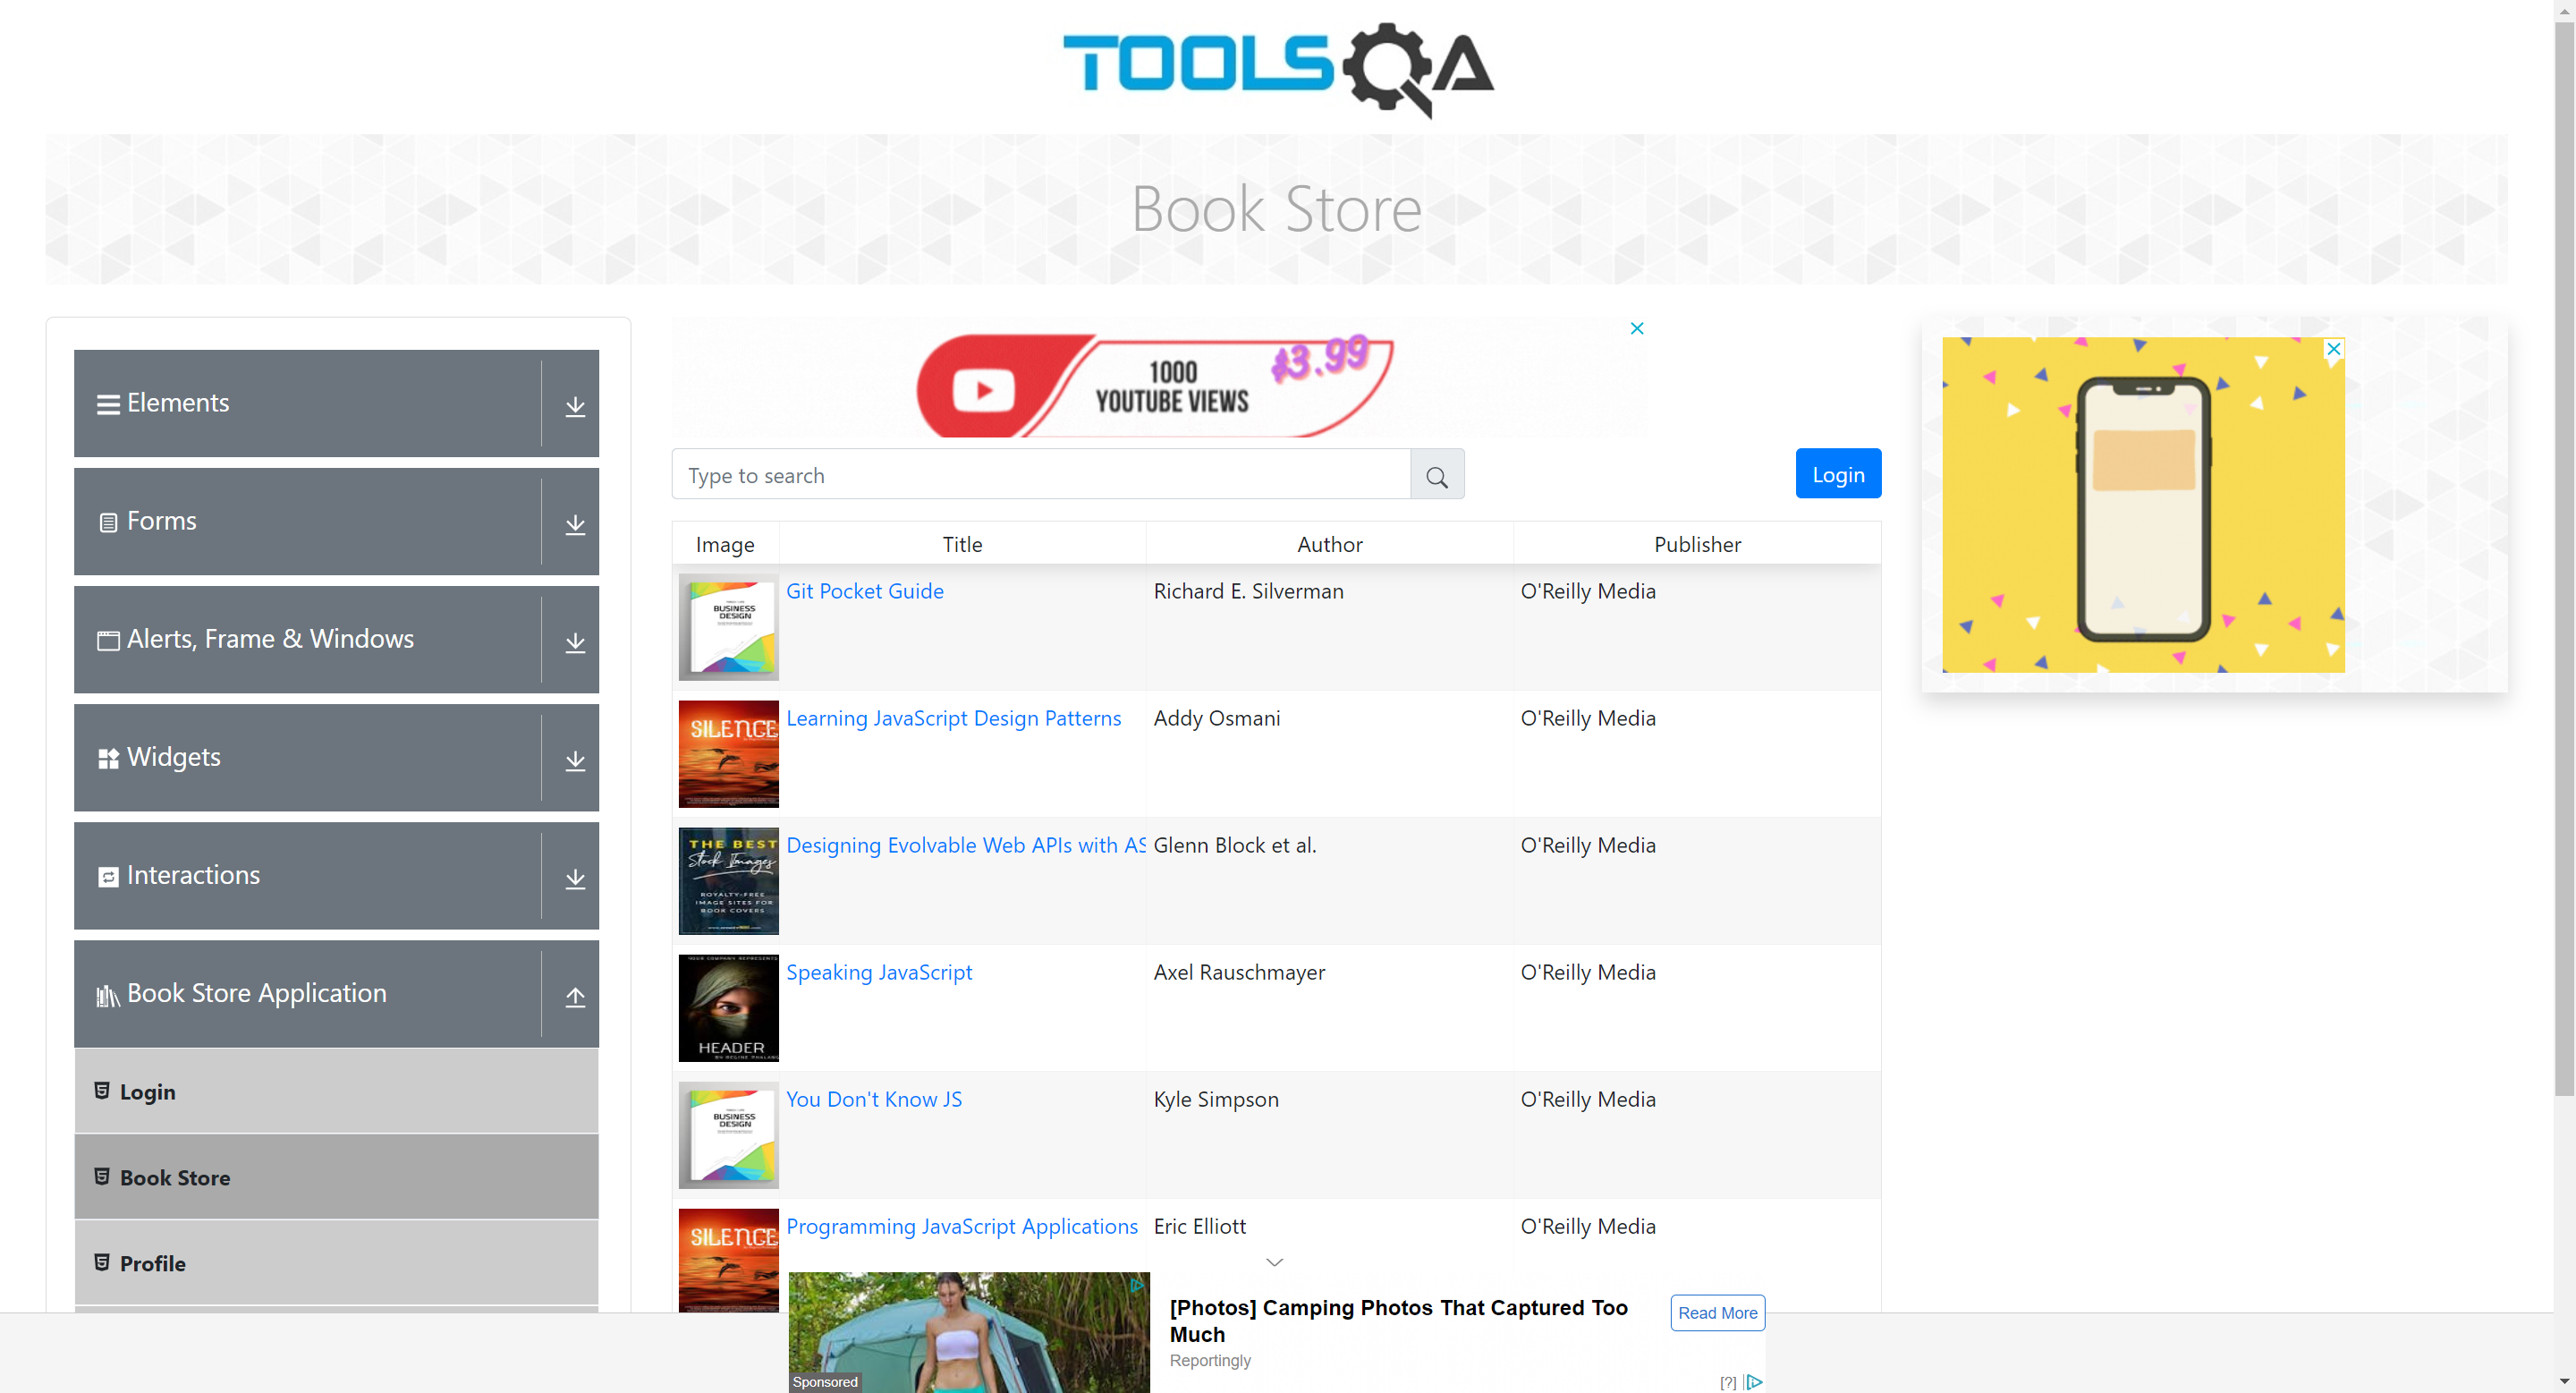 TOOLSQA
Book Store
Elements
Forms
Alerts, Frame & Windows
Widgets
Interactions
Book Store Application
Login
Book Store
Profile
1000
YOUTUBE VIEWS
$3.99
Type to search
Login
Image Title Author Publisher
BUSINESS
DESIGN
Git Pocket Guide Richard E. Silverman O'Reilly Media
SILENCE
Learning JavaScript Design Patterns Addy Osmani O'Reilly Media
THE BEST
Stock Images
ROYALTY-FREE
IMAGE SITES FOR
BOOK COVERS
Designing Evolvable Web APIs with AS Glenn Block et al. O'Reilly Media
YOUR COMPANY REPRESENTS
HEADER
Speaking JavaScript Axel Rauschmayer O'Reilly Media
BUSINESS
DESIGN
You Don't Know JS Kyle Simpson O'Reilly Media
SILENCE
Programming JavaScript Applications Eric Elliott O'Reilly Media
[Photos] Camping Photos That Captured Too
Much
Reportingly
Read More
Sponsored
[?]